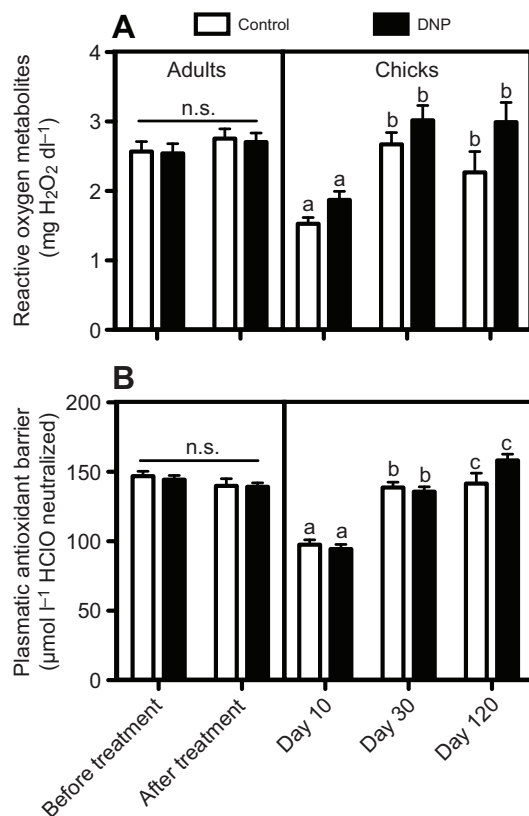 Control DNP
A
Adults Chicks
Reactive oxygen metabolites
(mg H₂O₂ dl⁻¹)
4
3
2
1
0
n.s.
a a b b b b
B
Plasmatic antioxidant barrier
(µmol l⁻¹ HClO neutralized)
200
150
100
50
0
n.s.
a a b b c c
Before treatment
After treatment
Day 10
Day 30
Day 120